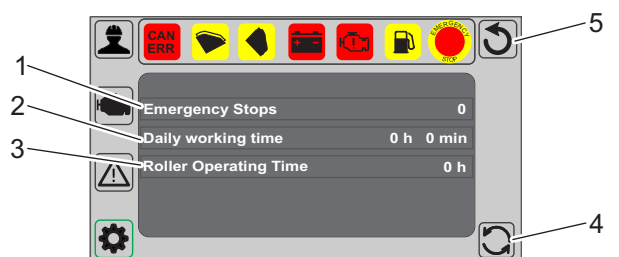 CAN
ERR
EMERGENCY
STOP
5
1
Emergency Stops 0
2
Daily working time 0 h 0 min
3
Roller Operating Time 0 h
4